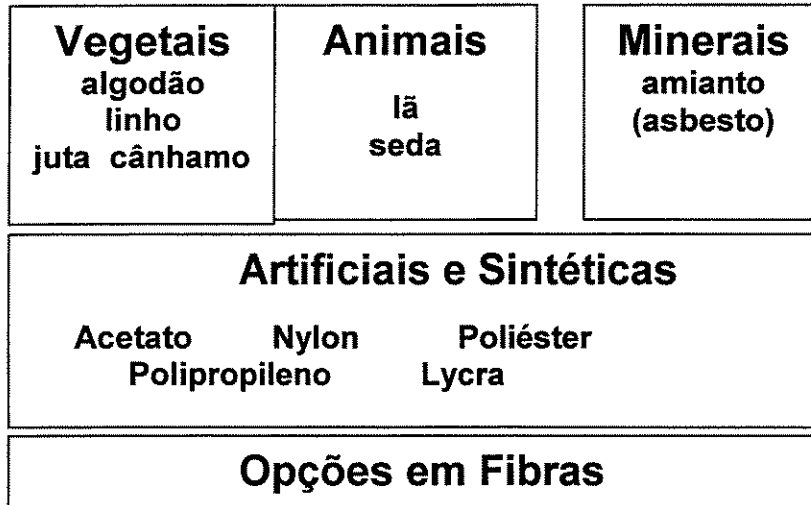 Vegetais
algodão
linho
juta cânhamo
Animais
lã
seda
Minerais
amianto
(asbesto)
Artificiais e Sintéticas
Acetato Nylon Poliéster
Polipropileno Lycra
Opções em Fibras